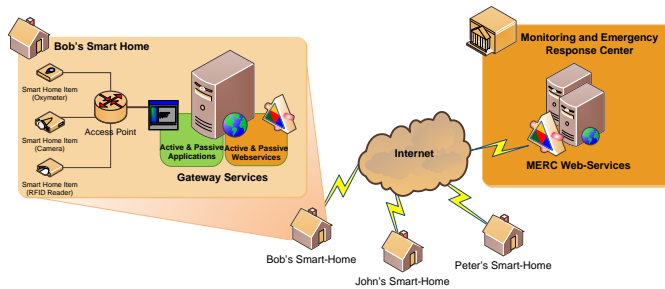 Bob's Smart Home
Smart Home Item
(Oxymeter)
Smart Home Item
(Camera)
Smart Home Item
(RFID Reader)
Access Point
Active & Passive
Applications
Active & Passive
Webservices
Gateway Services
Internet
Monitoring and Emergency
Response Center
MERC Web-Services
Bob's Smart-Home
John's Smart-Home
Peter's Smart-Home